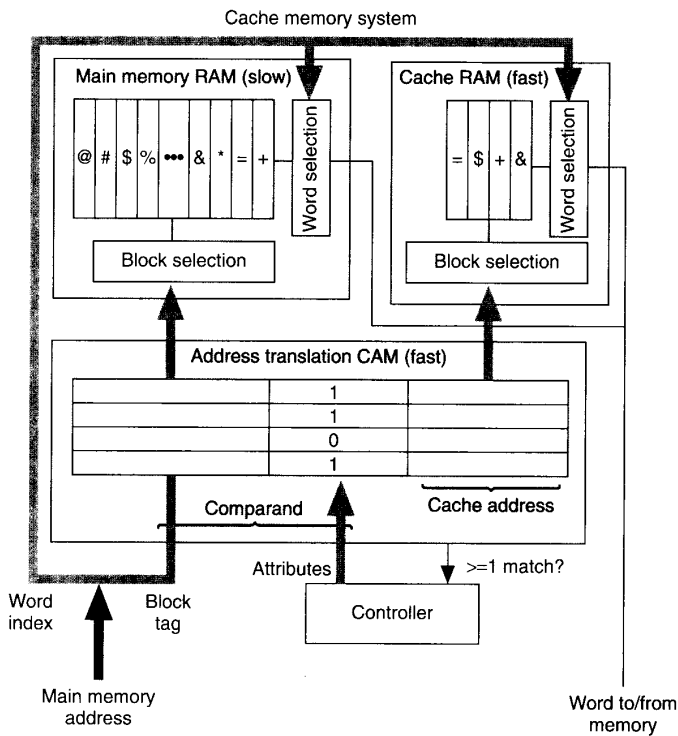 Cache memory system
Main memory RAM (slow)
Cache RAM (fast)
@ # $ % ••• & * = +
Word selection
= $ + &
Word selection
Block selection
Block selection
Address translation CAM (fast)
1
1
0
1
Comparand
Cache address
Attributes
>=1 match?
Word
index
Block
tag
Controller
Main memory
address
Word to/from
memory